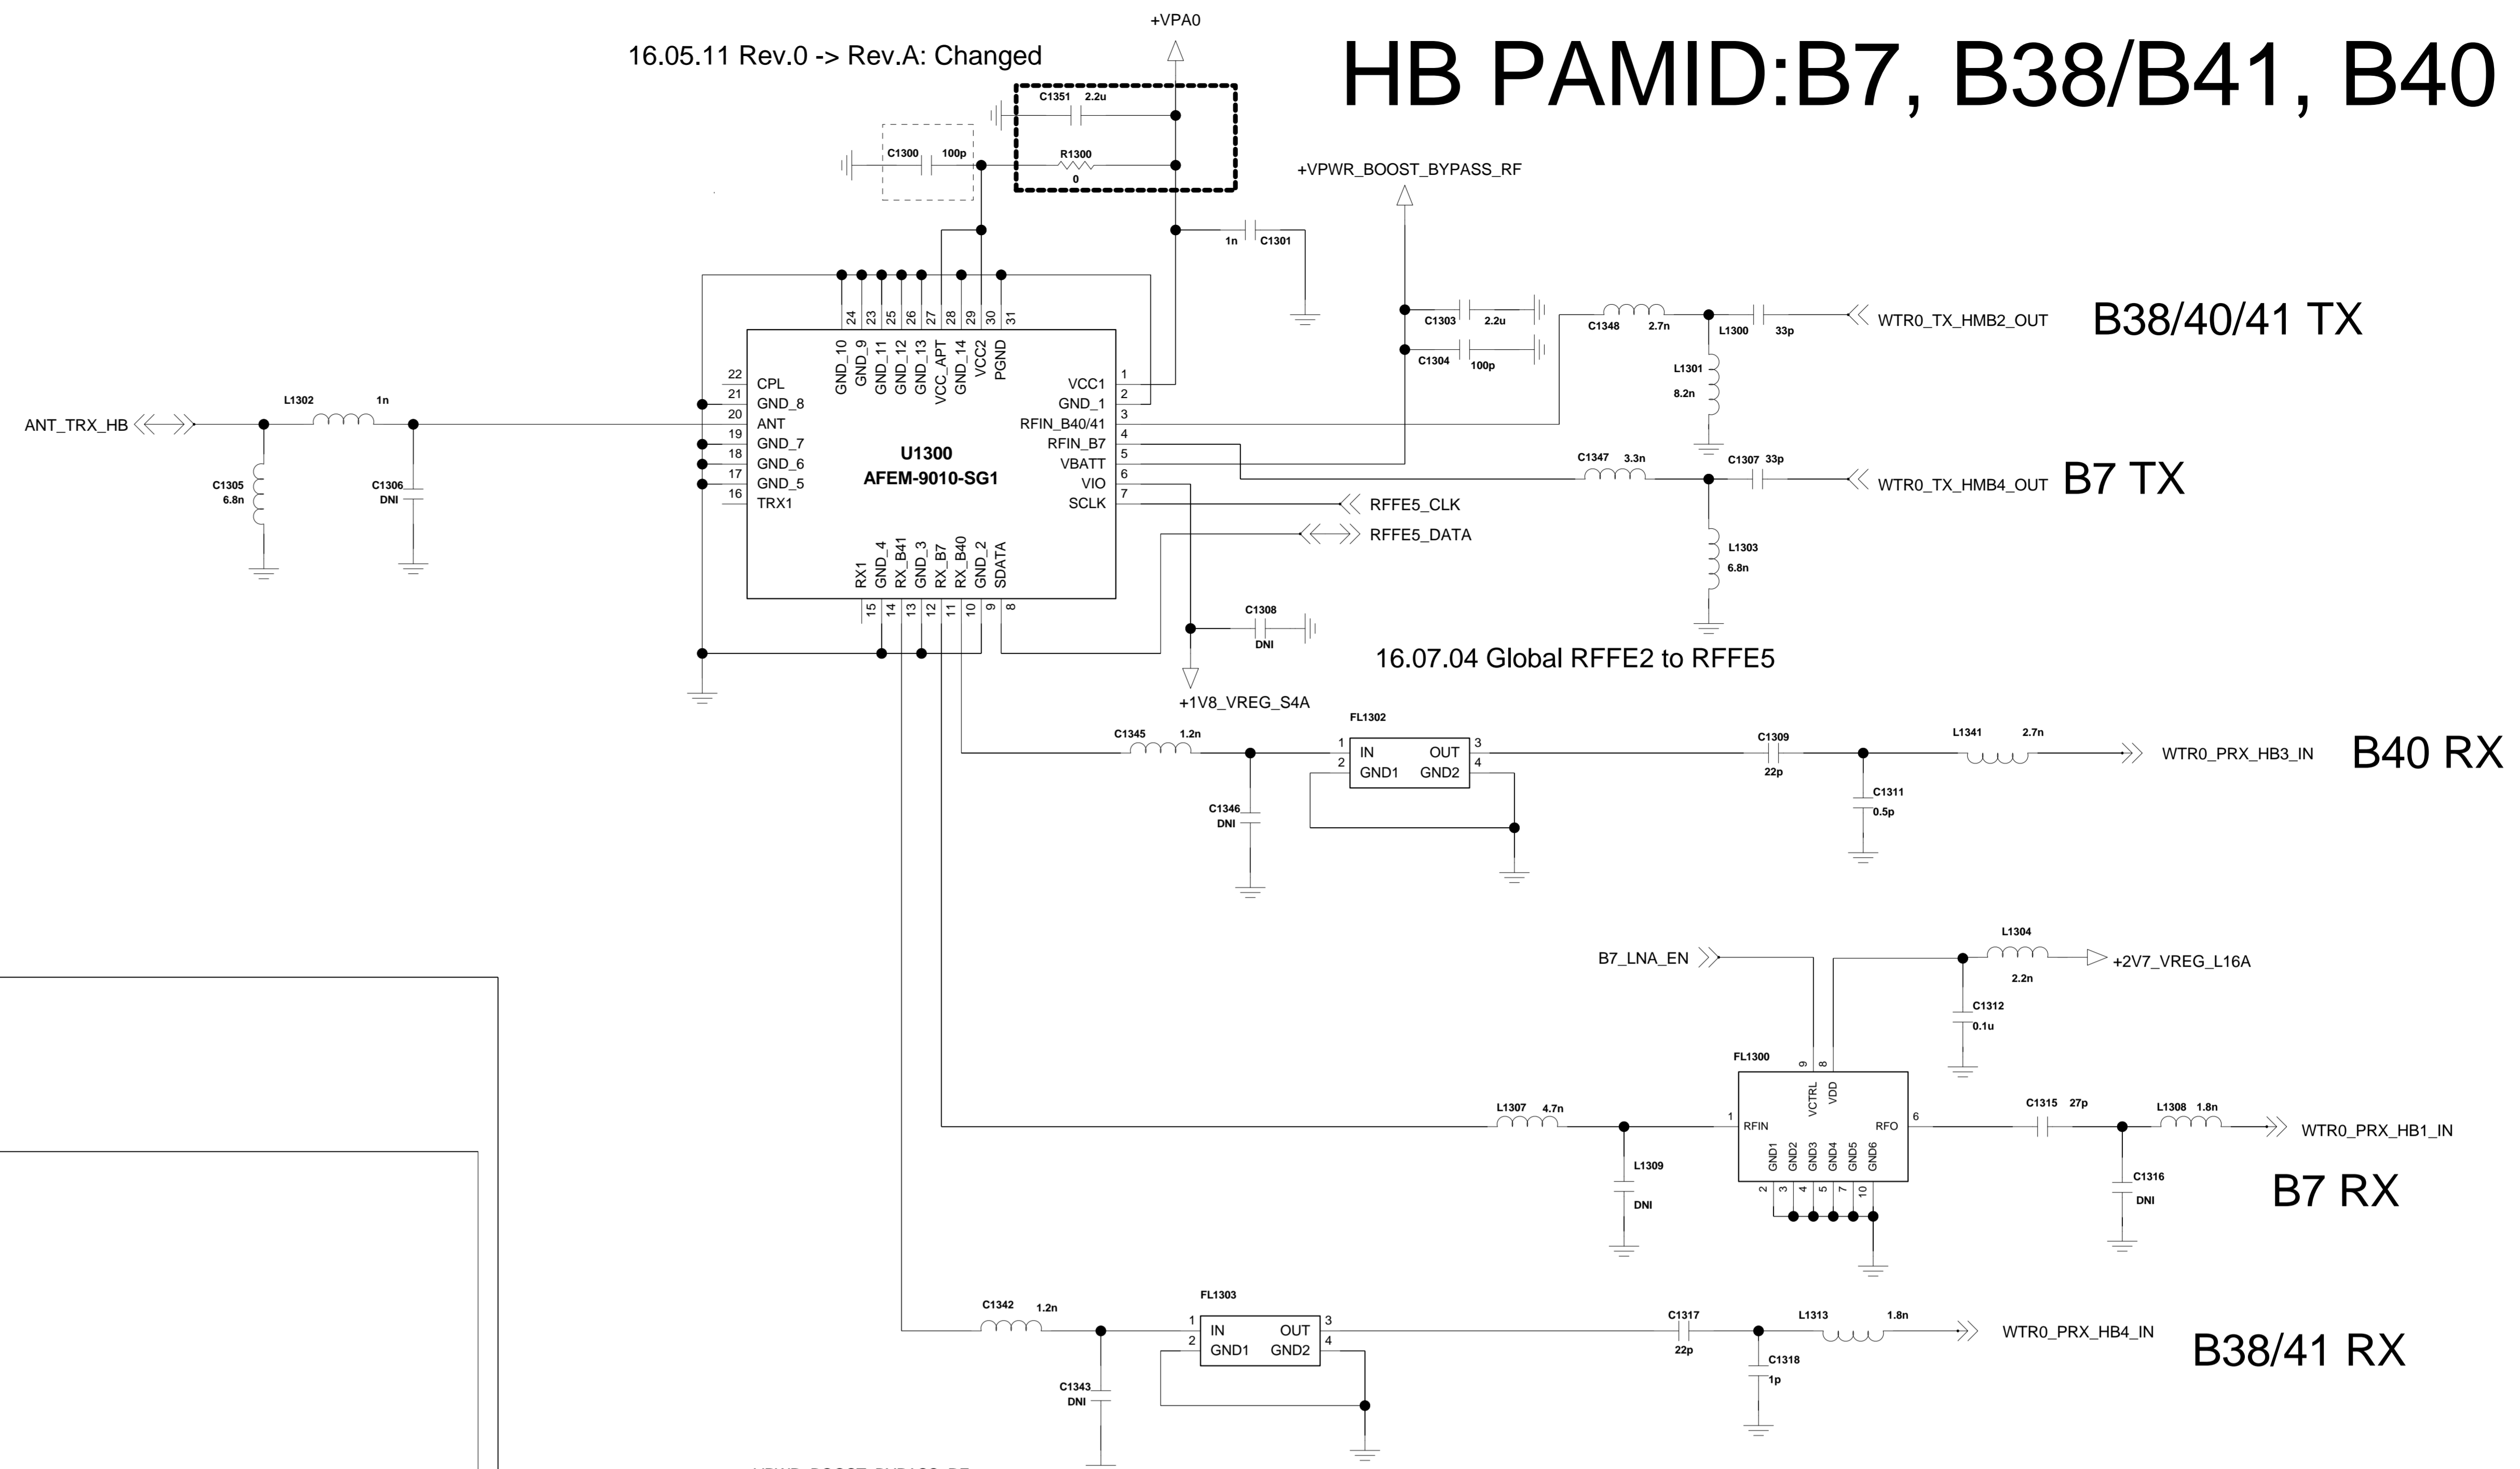 +VPA0
16.05.11 Rev.0 -> Rev.A: Changed
HB PAMID:B7, B38/B41, B40
C1351 2.2u
C1300 100p
R1300
0
+VPWR_BOOST_BYPASS_RF
1n C1301
C1303 2.2u
C1304 100p
C1348 2.7n
L1300 33p
WTR0_TX_HMB2_OUT
B38/40/41 TX
L1301
8.2n
24 23 25 26 27 28 29 30 31
GND_10 GND_9 GND_11 GND_12 GND_13 VCC_APT GND_14 VCC2 PGND
22 CPL
21 GND_8
20 ANT
19 GND_7
18 GND_6
17 GND_5
16 TRX1
U1300
AFEM-9010-SG1
VCC1 1
GND_1 2
RFIN_B40/41 3
RFIN_B7 4
VBATT 5
VIO 6
SCLK 7
RX1 GND_4 RX_B41 GND_3 RX_B7 RX_B40 GND_2 SDATA
15 14 13 12 11 10 9 8
ANT_TRX_HB
L1302 1n
C1305
6.8n
C1306
DNI
C1347 3.3n
C1307 33p
WTR0_TX_HMB4_OUT
B7 TX
L1303
6.8n
RFFE5_CLK
RFFE5_DATA
C1308
DNI
+1V8_VREG_S4A
16.07.04 Global RFFE2 to RFFE5
C1345 1.2n
C1346
DNI
FL1302
1 IN OUT 3
2 GND1 GND2 4
C1309
22p
C1311
0.5p
L1341 2.7n
WTR0_PRX_HB3_IN
B40 RX
B7_LNA_EN
L1304
2.2n
+2V7_VREG_L16A
C1312
0.1u
FL1300
9 8
VCTRL VDD
1 RFIN RFO 6
GND1 GND2 GND3 GND4 GND5 GND6
2 3 4 5 7 10
L1307 4.7n
L1309
DNI
C1315 27p
L1308 1.8n
WTR0_PRX_HB1_IN
C1316
DNI
B7 RX
C1342 1.2n
C1343
DNI
FL1303
1 IN OUT 3
2 GND1 GND2 4
C1317
22p
C1318
1p
L1313 1.8n
WTR0_PRX_HB4_IN
B38/41 RX